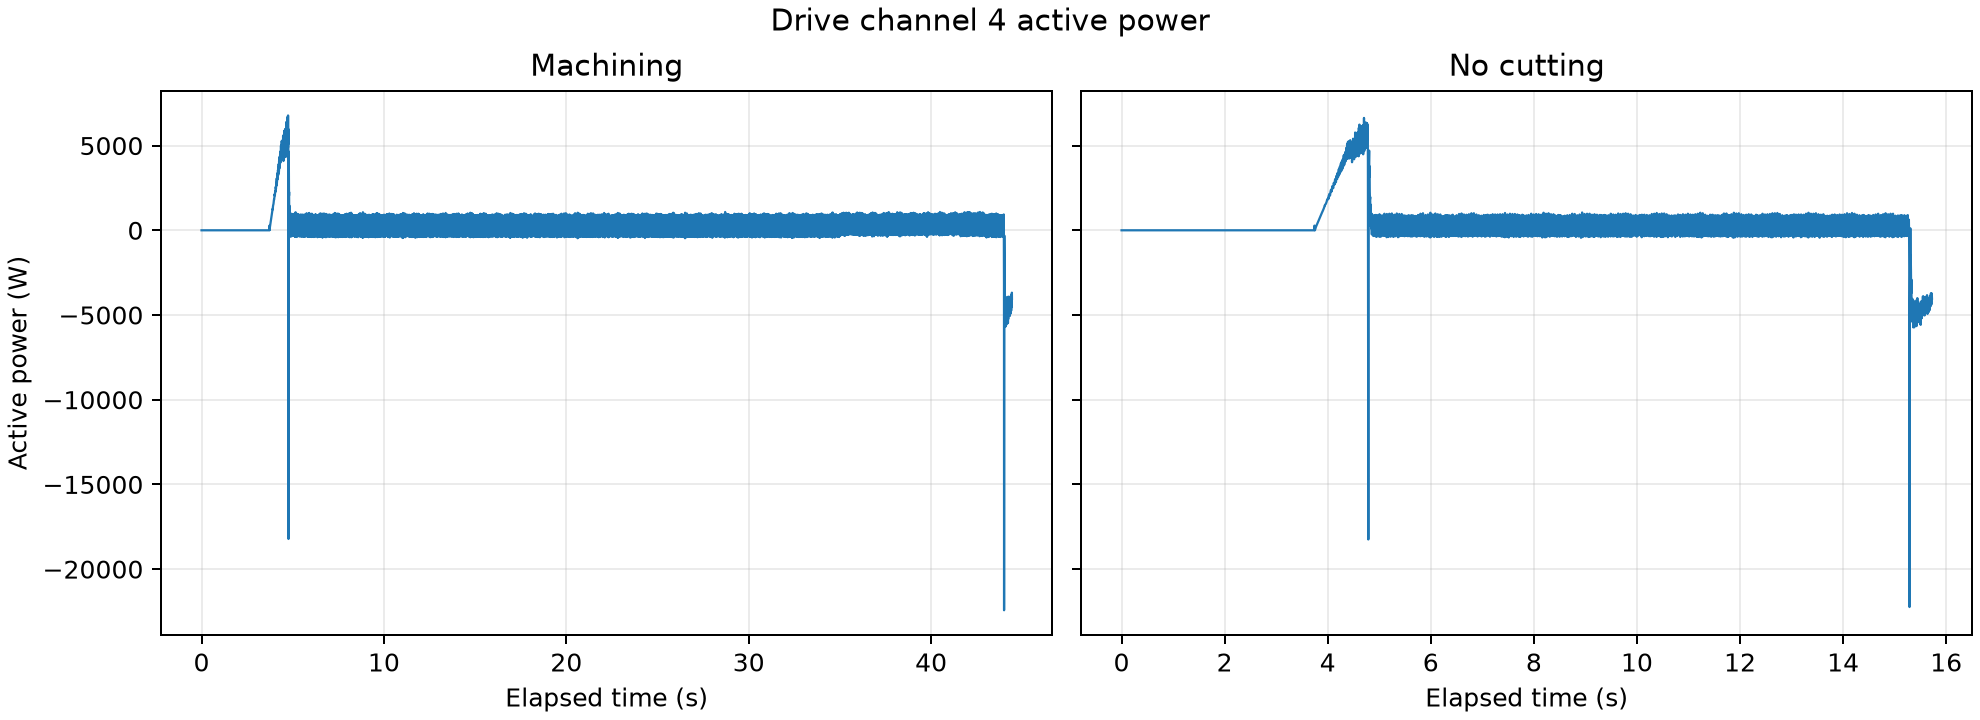 Drive channel 4 active power
Machining
No cutting
Active power (W)
5000
0
−5000
−10000
−15000
−20000
0 10 20 30 40
Elapsed time (s)
0 2 4 6 8 10 12 14 16
Elapsed time (s)